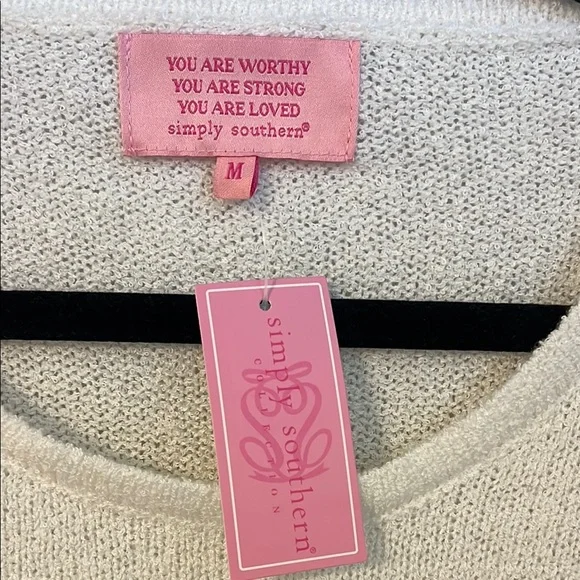 YOU ARE WORTHY
YOU ARE STRONG
YOU ARE LOVED
simply southern®
M
simply southern®
COLLECTION